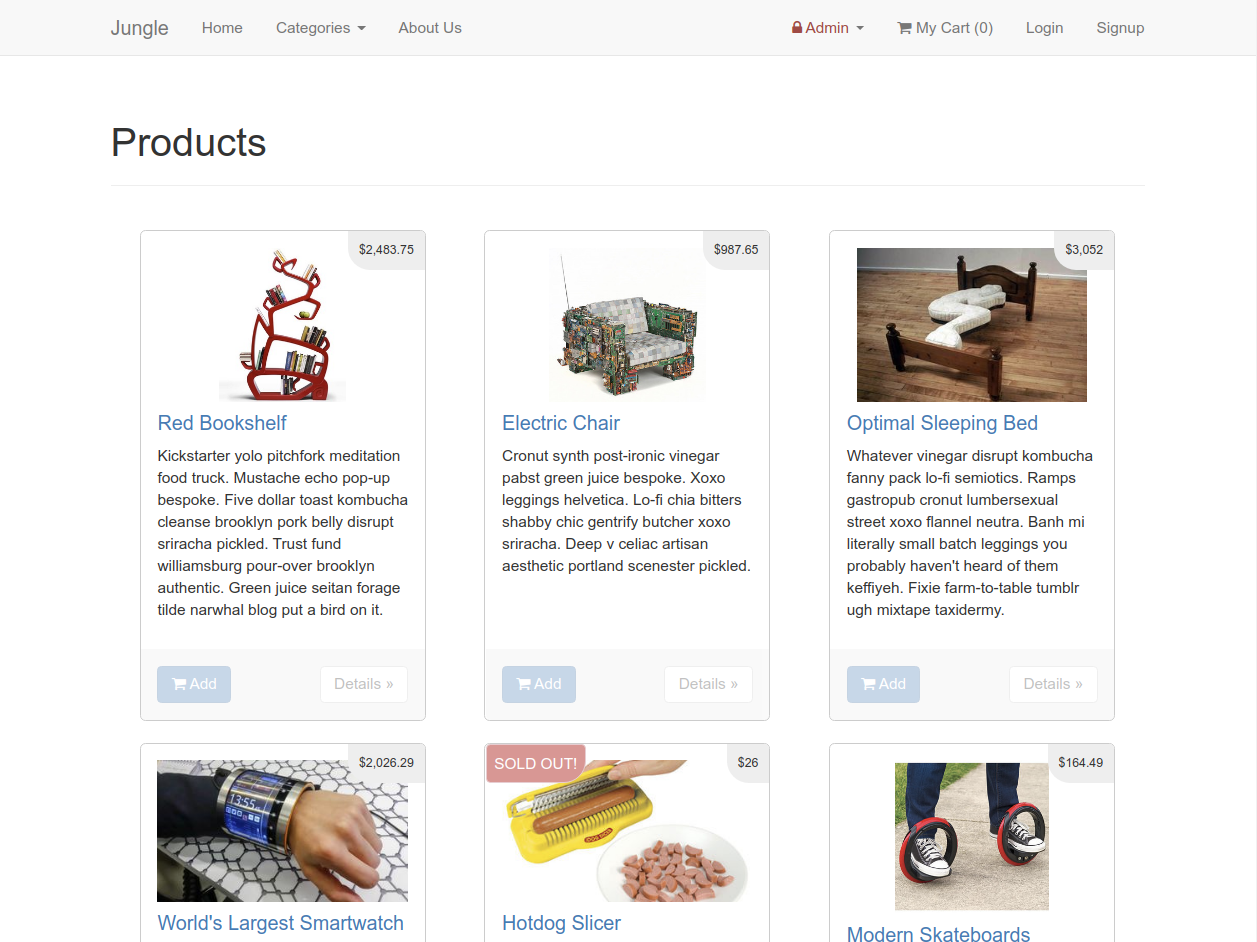 Jungle Home Categories About Us Admin My Cart (0) Login Signup
Products
$2,483.75
$987.65
$3,052
Red Bookshelf
Kickstarter yolo pitchfork meditation
food truck. Mustache echo pop-up
bespoke. Five dollar toast kombucha
cleanse brooklyn pork belly disrupt
sriracha pickled. Trust fund
williamsburg pour-over brooklyn
authentic. Green juice seitan forage
tilde narwhal blog put a bird on it.
Add Details »
Electric Chair
Cronut synth post-ironic vinegar
pabst green juice bespoke. Xoxo
leggings helvetica. Lo-fi chia bitters
shabby chic gentrify butcher xoxo
sriracha. Deep v celiac artisan
aesthetic portland scenester pickled.
Add Details »
Optimal Sleeping Bed
Whatever vinegar disrupt kombucha
fanny pack lo-fi semiotics. Ramps
gastropub cronut lumbersexual
street xoxo flannel neutra. Banh mi
literally small batch leggings you
probably haven't heard of them
keffiyeh. Fixie farm-to-table tumblr
ugh mixtape taxidermy.
Add Details »
$2,026.29
13:55
World's Largest Smartwatch
SOLD OUT!
$26
Hotdog Slicer
$164.49
Modern Skateboards